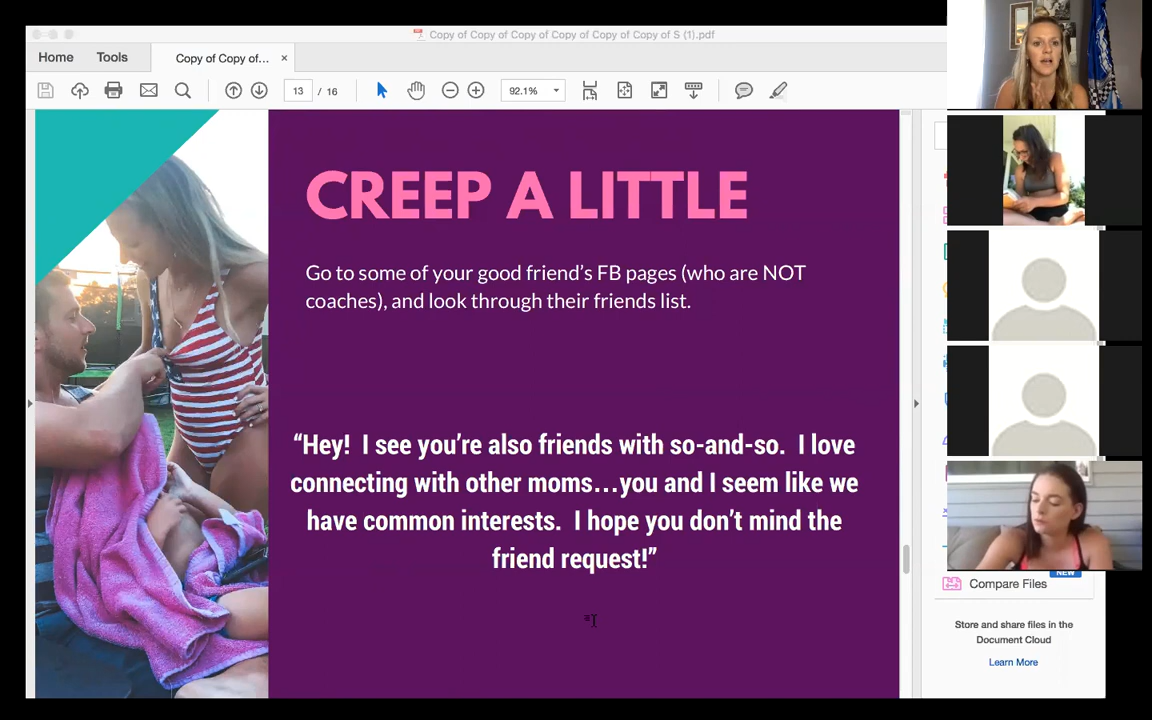 Copy of Copy of Copy of Copy of Copy of Copy of S (1).pdf
Home
Tools
Copy of Copy of... ×
13 / 16
92.1%
CREEP A LITTLE
Go to some of your good friend’s FB pages (who are NOT
coaches), and look through their friends list.
“Hey! I see you’re also friends with so-and-so. I love
connecting with other moms...you and I seem like we
have common interests. I hope you don’t mind the
friend request!”
NEW
Compare Files
Store and share files in the
Document Cloud
Learn More